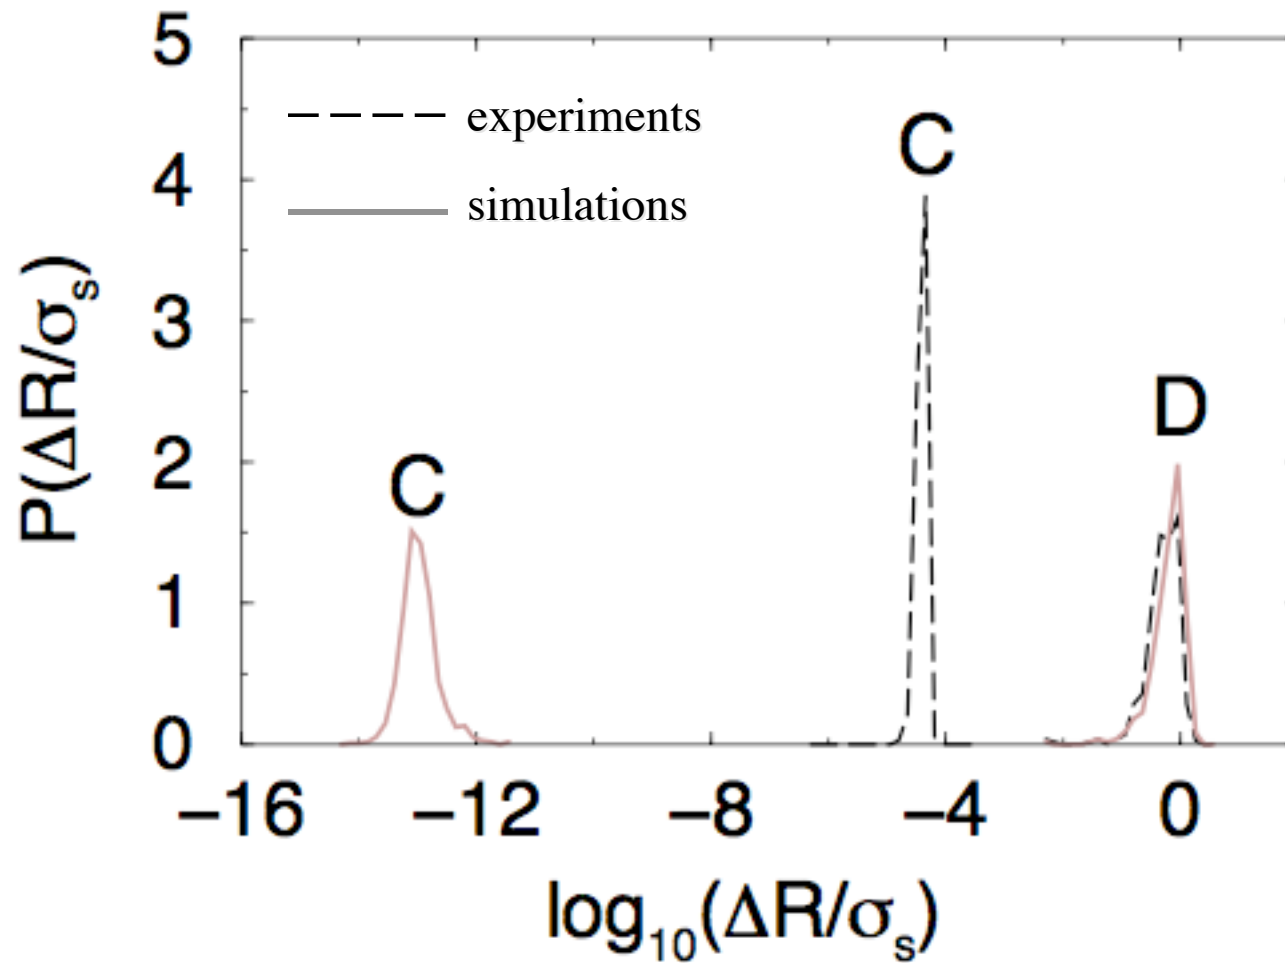 5
4
3
2
1
0
P(ΔR/σs)
experiments
simulations
C
C
D
−16 −12 −8 −4 0
log10(ΔR/σs)